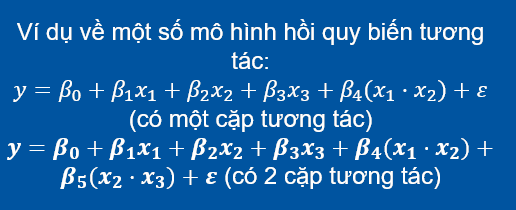 Ví dụ về một số mô hình hồi quy biến tương
tác:
𝑦 = 𝛽₀ + 𝛽₁𝑥₁ + 𝛽₂𝑥₂ + 𝛽₃𝑥₃ + 𝛽₄(𝑥₁ · 𝑥₂) + 𝜀
(có một cặp tương tác)
𝒚 = 𝜷₀ + 𝜷₁𝒙₁ + 𝜷₂𝒙₂ + 𝜷₃𝒙₃ + 𝜷₄(𝒙₁ · 𝒙₂) +
𝜷₅(𝒙₂ · 𝒙₃) + 𝜺 (có 2 cặp tương tác)